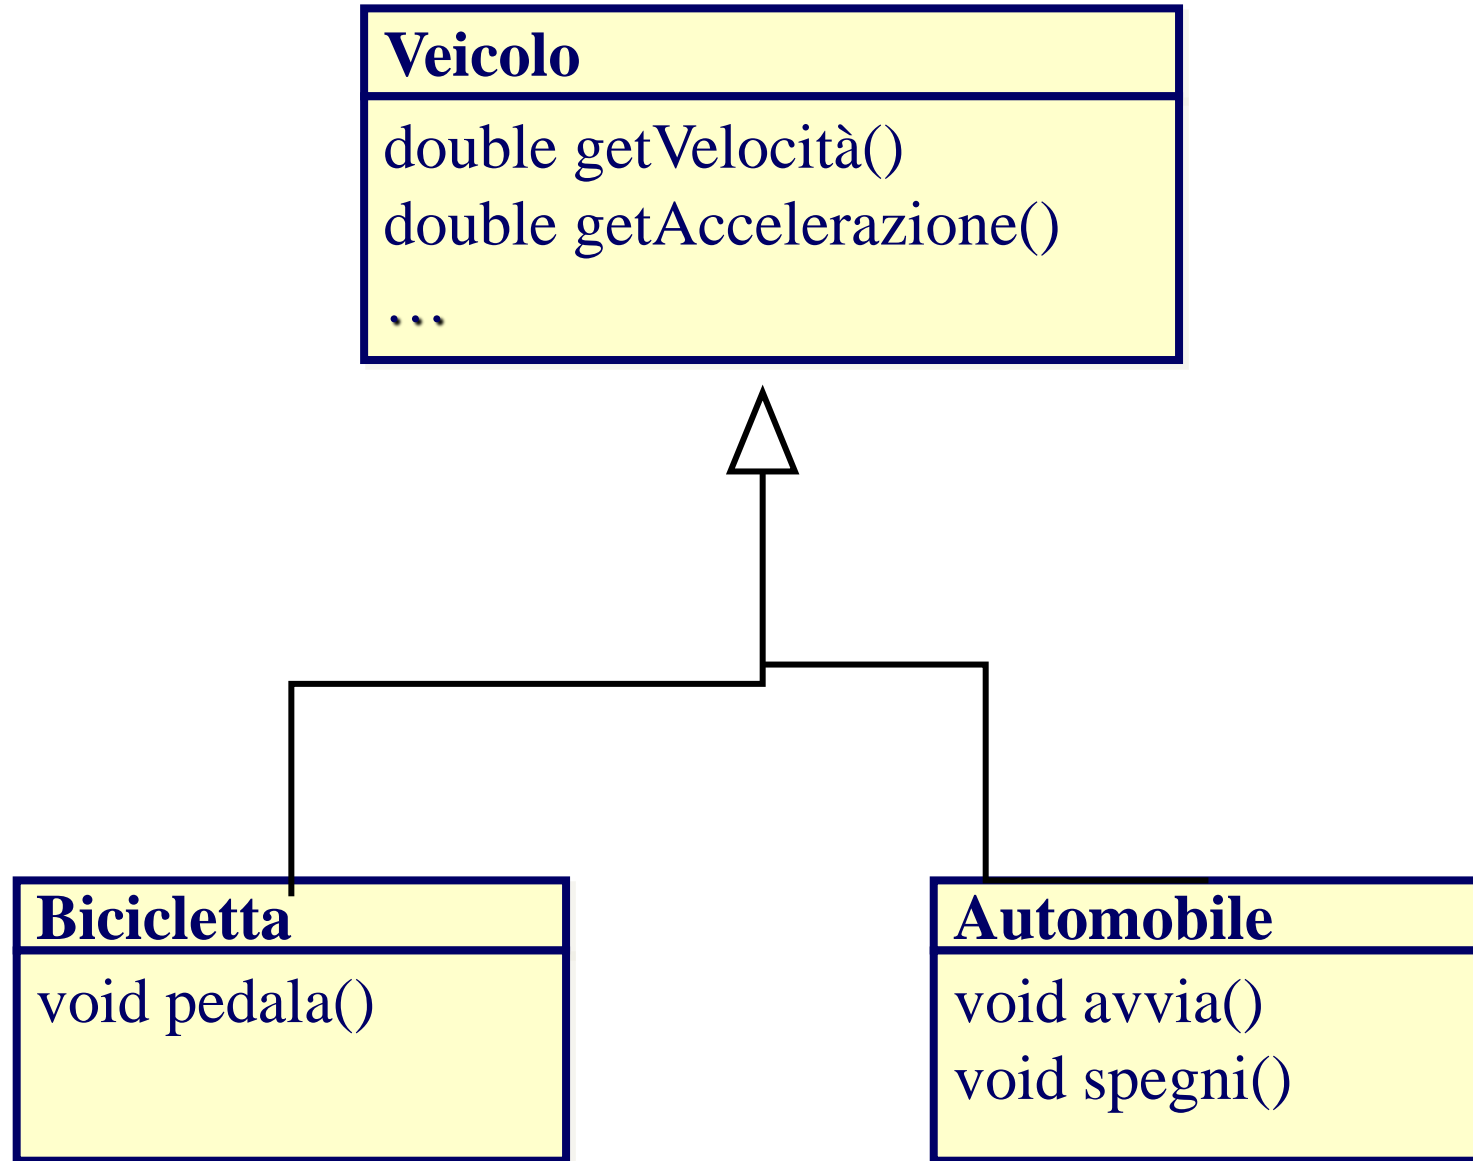 Veicolo
double getVelocità()
double getAccelerazione()
…
Bicicletta
void pedala()
Automobile
void avvia()
void spegni()